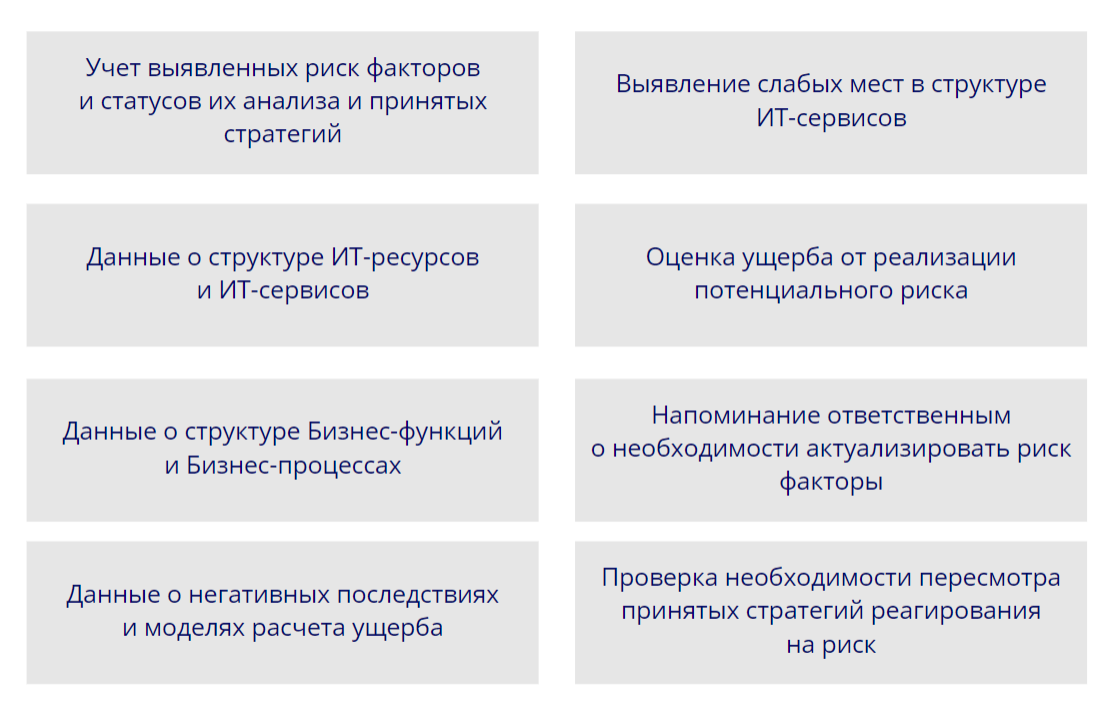 Учет выявленных риск факторов
и статусов их анализа и принятых
стратегий
Выявление слабых мест в структуре
ИТ-сервисов
Данные о структуре ИТ-ресурсов
и ИТ-сервисов
Оценка ущерба от реализации
потенциального риска
Данные о структуре Бизнес-функций
и Бизнес-процессах
Напоминание ответственным
о необходимости актуализировать риск
факторы
Данные о негативных последствиях
и моделях расчета ущерба
Проверка необходимости пересмотра
принятых стратегий реагирования
на риск